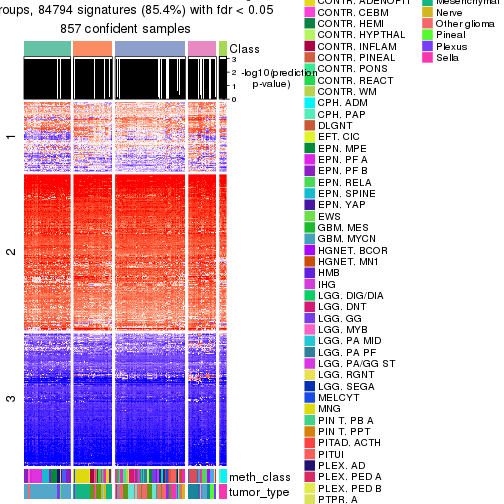 roups, 84794 signatures (85.4%) with fdr < 0.05
857 confident samples
Class
3
2
1
0
-log10(prediction
p-value)
1
2
3
meth_class
tumor_type
CONTR. ADENOPIT
CONTR. CEBM
CONTR. HEMI
CONTR. HYPTHAL
CONTR. INFLAM
CONTR. PINEAL
CONTR. PONS
CONTR. REACT
CONTR. WM
CPH. ADM
CPH. PAP
DLGNT
EFT. CIC
EPN. MPE
EPN. PF A
EPN. PF B
EPN. RELA
EPN. SPINE
EPN. YAP
EWS
GBM. MES
GBM. MYCN
HGNET. BCOR
HGNET. MN1
HMB
IHG
LGG. DIG/DIA
LGG. DNT
LGG. GG
LGG. MYB
LGG. PA MID
LGG. PA PF
LGG. PA/GG ST
LGG. RGNT
LGG. SEGA
MELCYT
MNG
PIN T. PB A
PIN T. PPT
PITAD. ACTH
PITUI
PLEX. AD
PLEX. PED A
PLEX. PED B
PTPR. A
Mesenchymal
Nerve
Other glioma
Pineal
Plexus
Sella